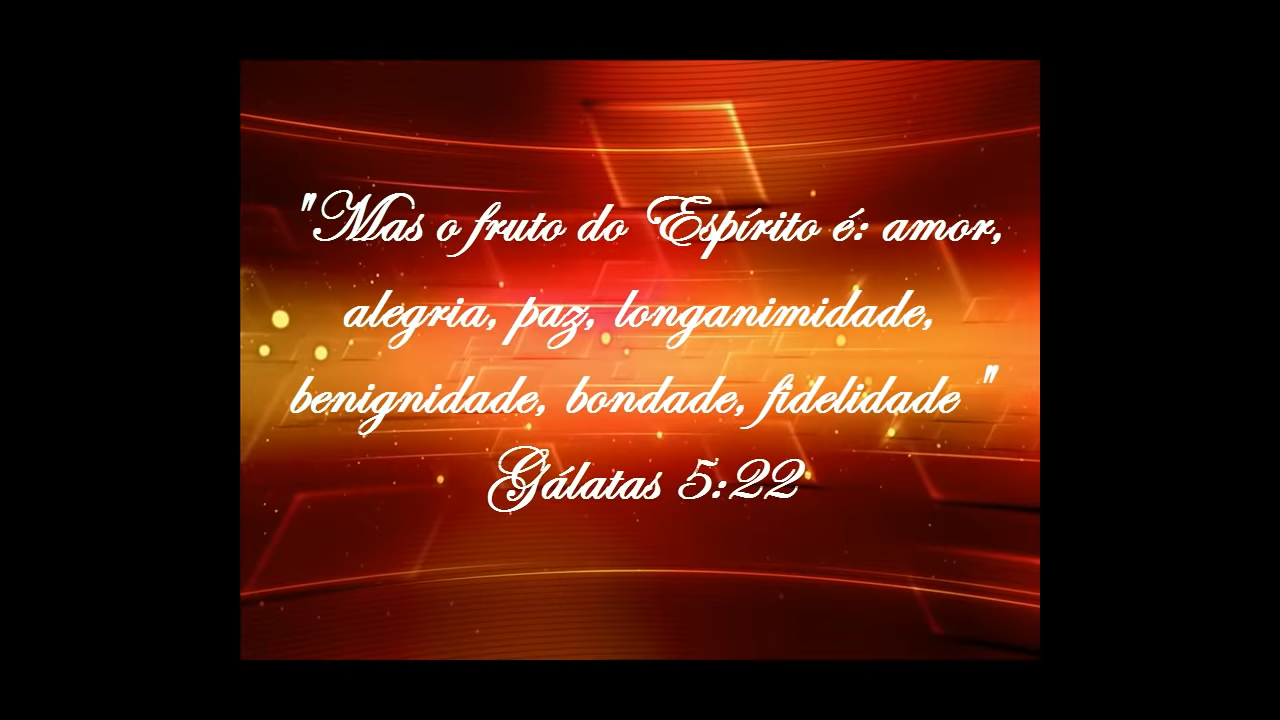 "Mas o fruto do Espírito é: amor,
alegria, paz, longanimidade,
benignidade, bondade, fidelidade "
Gálatas 5:22